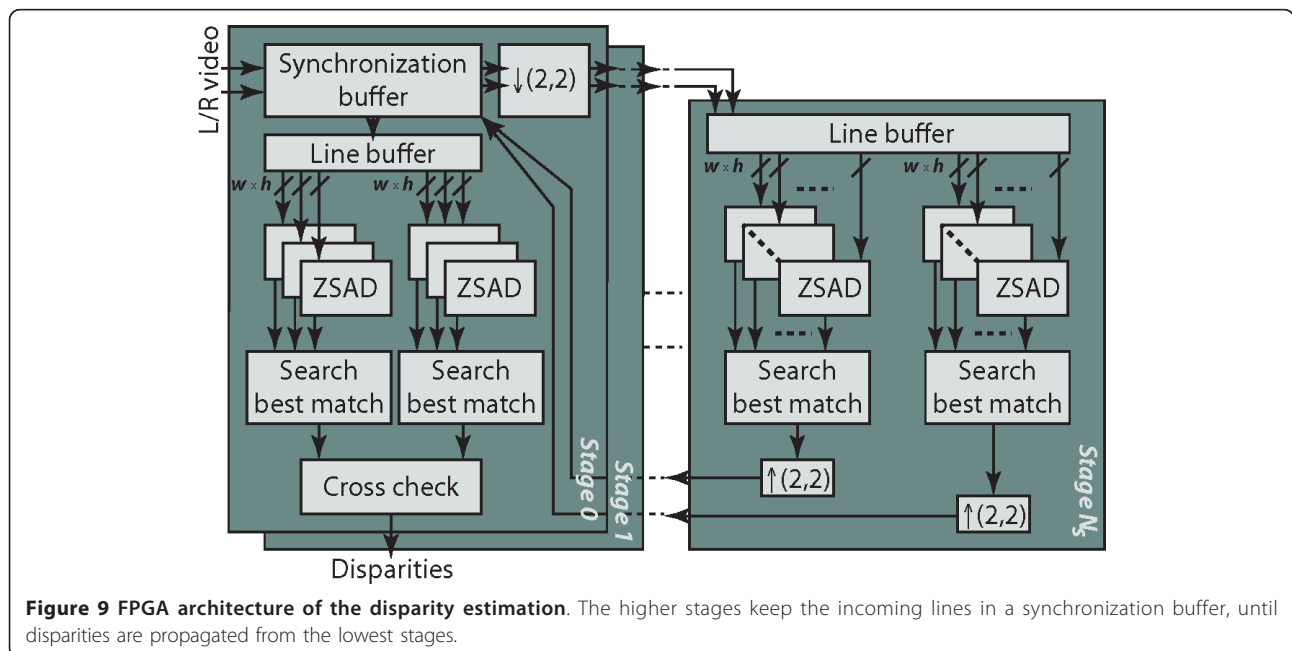 L/R video
Synchronization
buffer
↓(2,2)
Line buffer
w x h
w x h
ZSAD
ZSAD
Search
best match
Search
best match
Cross check
Disparities
Stage 0
Stage 1
Line buffer
w x h
w x h
ZSAD
ZSAD
Search
best match
Search
best match
↑(2,2)
↑(2,2)
Stage Ns
Figure 9 FPGA architecture of the disparity estimation. The higher stages keep the incoming lines in a synchronization buffer, until
disparities are propagated from the lowest stages.